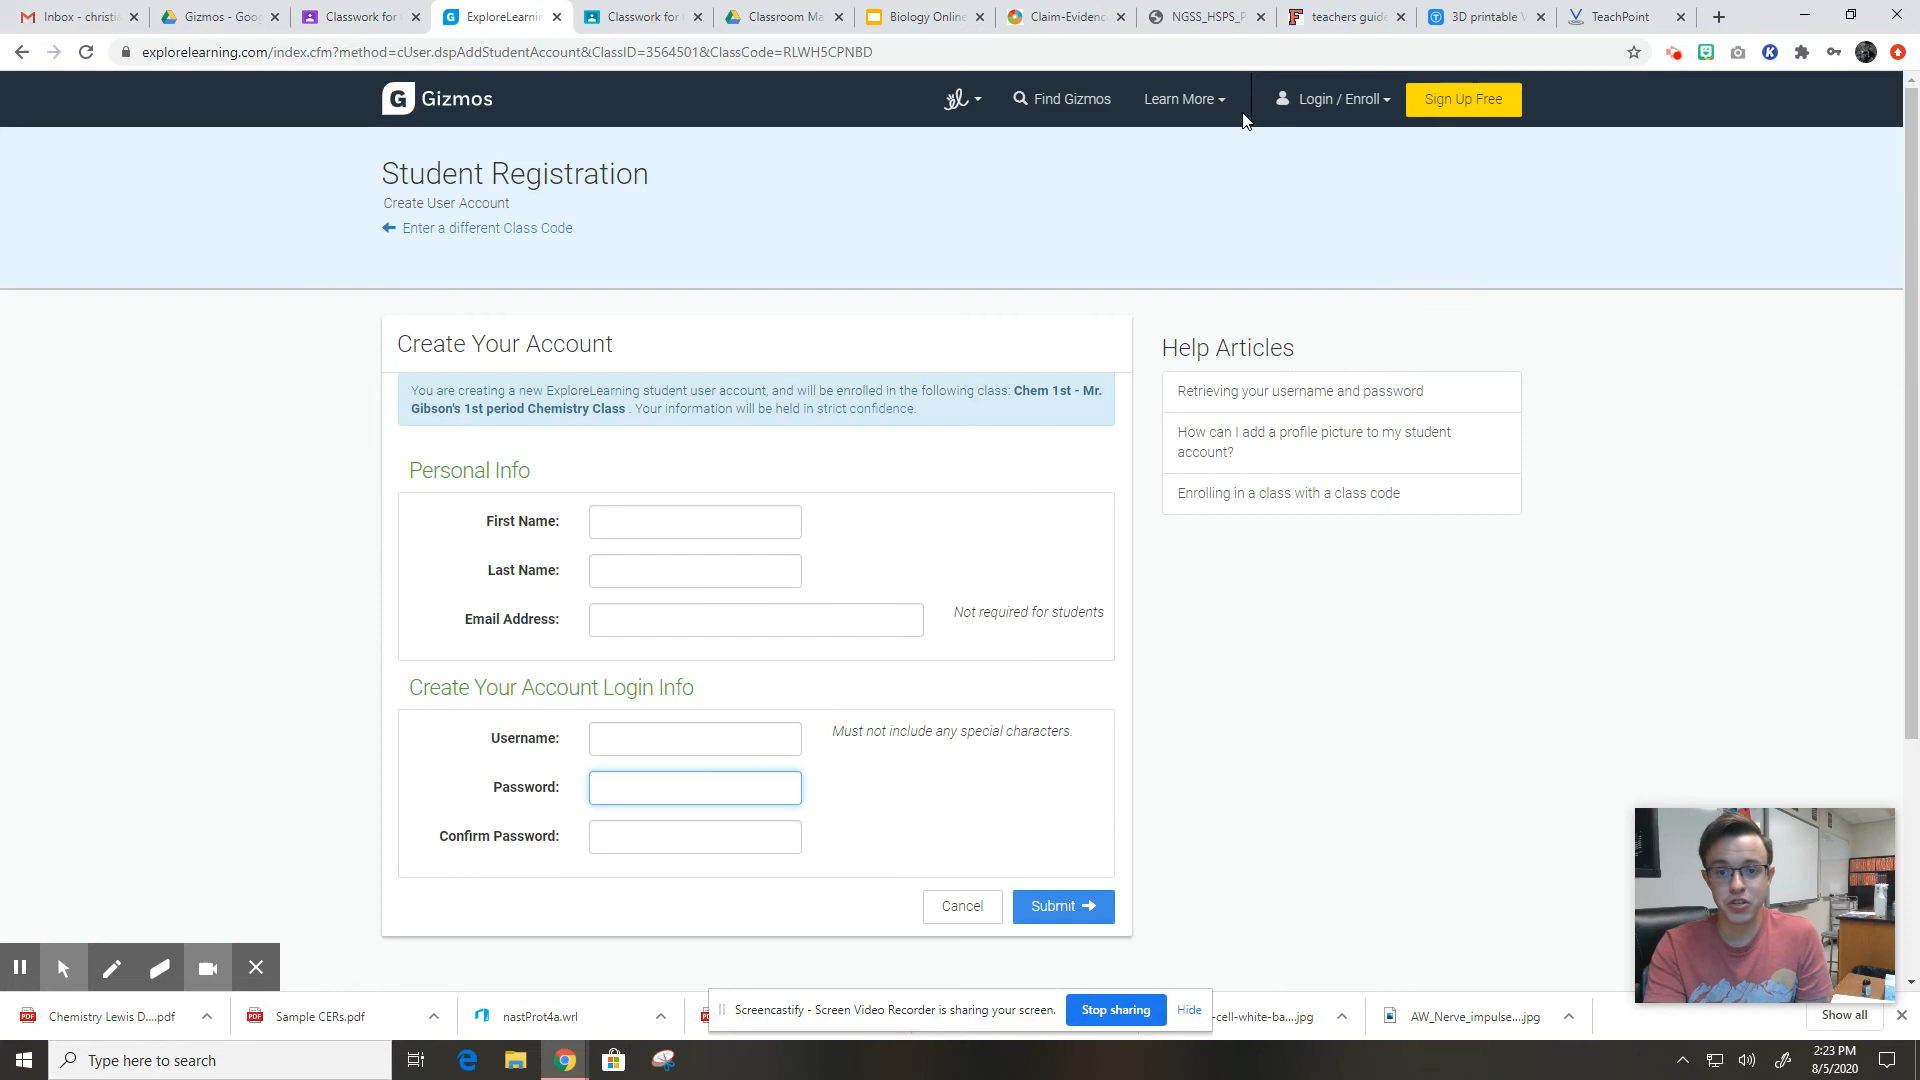 Inbox - christi
Gizmos - Goo
Classwork for
ExploreLearnin
Classwork for
Classroom Ma
Biology Online
Claim-Evidenc
NGSS_HSPS_P
teachers guid
3D printable V
TeachPoint
explorelearning.com/index.cfm?method=cUser.dspAddStudentAccount&ClassID=3564501&ClassCode=RLWH5CPNBD
G Gizmos
el
Find Gizmos
Learn More
Login / Enroll
Sign Up Free
Student Registration
Create User Account
Enter a different Class Code
Create Your Account
You are creating a new ExploreLearning student user account, and will be enrolled in the following class: Chem 1st - Mr.
Gibson's 1st period Chemistry Class . Your information will be held in strict confidence.
Personal Info
First Name:
Last Name:
Email Address:
Not required for students
Create Your Account Login Info
Username:
Must not include any special characters.
Password:
Confirm Password:
Cancel
Submit
Help Articles
Retrieving your username and password
How can I add a profile picture to my student
account?
Enrolling in a class with a class code
Chemistry Lewis D....pdf
Sample CERs.pdf
nastProt4a.wrl
Screencastify - Screen Video Recorder is sharing your screen.
Stop sharing
Hide
-cell-white-ba....jpg
AW_Nerve_impulse....jpg
Show all
Type here to search
2:23 PM
8/5/2020